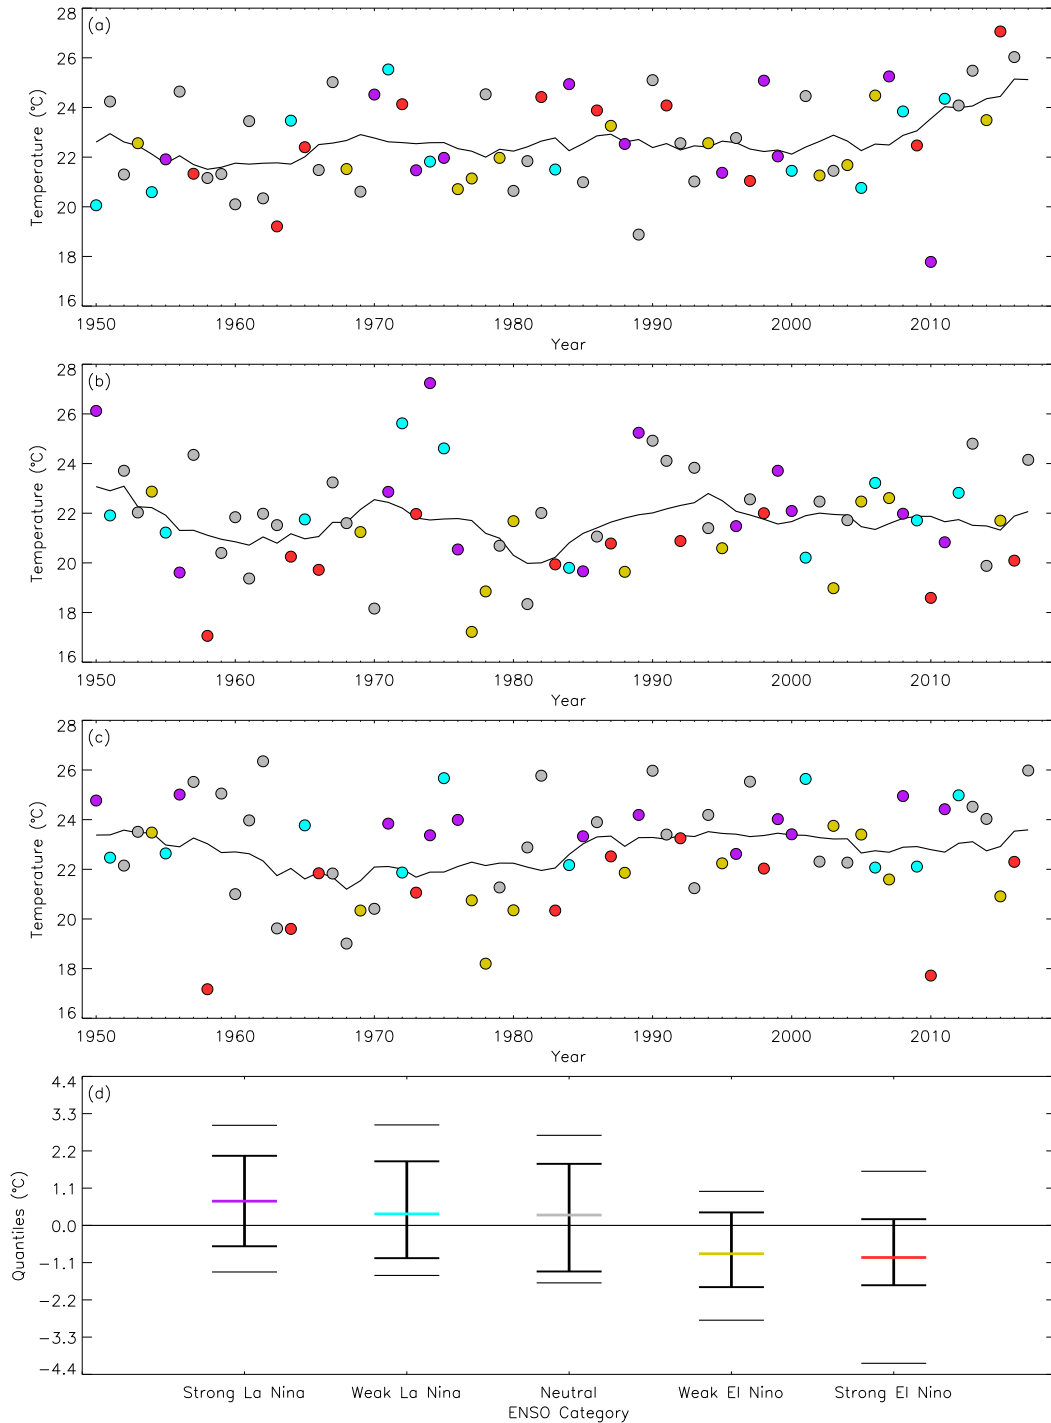 (a)
28
26
24
22
20
18
16
Temperature (°C)
1950 1960 1970 1980 1990 2000 2010
Year
(b)
28
26
24
22
20
18
16
Temperature (°C)
1950 1960 1970 1980 1990 2000 2010
Year
(c)
28
26
24
22
20
18
16
Temperature (°C)
1950 1960 1970 1980 1990 2000 2010
Year
(d)
4.4
3.3
2.2
1.1
0.0
−1.1
−2.2
−3.3
−4.4
Quantiles (°C)
Strong La Nina Weak La Nina Neutral Weak El Nino Strong El Nino
ENSO Category